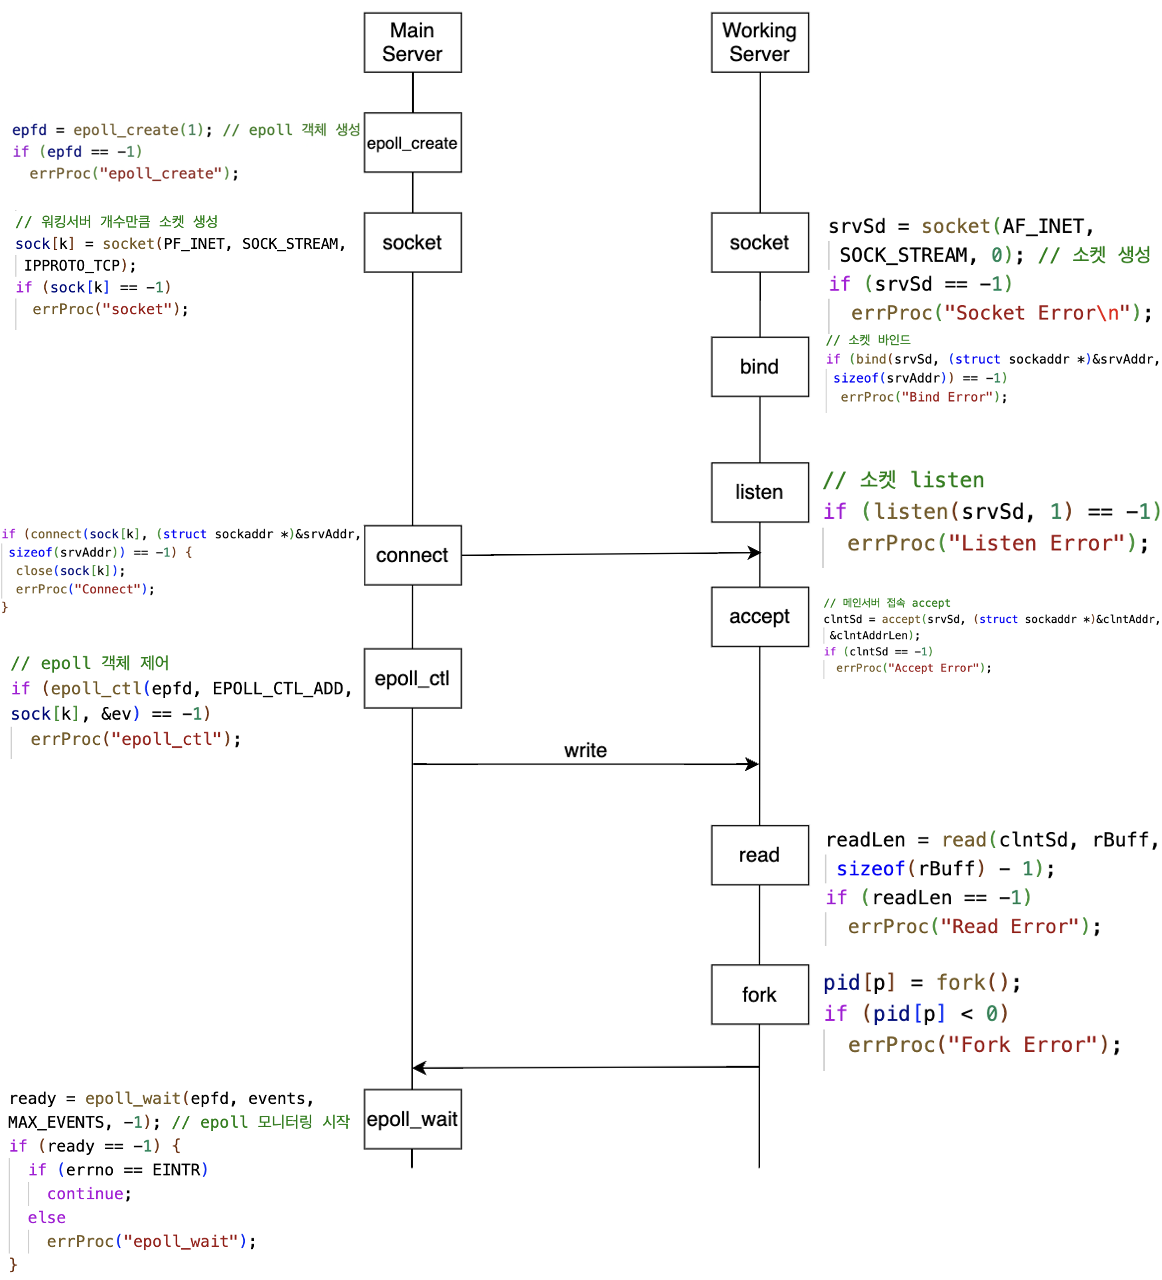 Main
Server
Working
Server
epfd = epoll_create(1); // epoll 객체 생성
if (epfd == -1)
errProc("epoll_create");
epoll_create
// 워킹서버 개수만큼 소켓 생성
sock[k] = socket(PF_INET, SOCK_STREAM,
IPPROTO_TCP);
if (sock[k] == -1)
errProc("socket");
socket
socket
srvSd = socket(AF_INET,
SOCK_STREAM, 0); // 소켓 생성
if (srvSd == -1)
errProc("Socket Error\n");
bind
// 소켓 바인드
if (bind(srvSd, (struct sockaddr *)&srvAddr,
sizeof(srvAddr)) == -1)
errProc("Bind Error");
listen
// 소켓 listen
if (listen(srvSd, 1) == -1)
errProc("Listen Error");
if (connect(sock[k], (struct sockaddr *)&srvAddr,
sizeof(srvAddr)) == -1) {
close(sock[k]);
errProc("Connect");
}
connect
accept
// 메인서버 접속 accept
clntSd = accept(srvSd, (struct sockaddr *)&clntAddr,
&clntAddrLen);
if (clntSd == -1)
errProc("Accept Error");
// epoll 객체 제어
if (epoll_ctl(epfd, EPOLL_CTL_ADD,
sock[k], &ev) == -1)
errProc("epoll_ctl");
epoll_ctl
write
read
readLen = read(clntSd, rBuff,
sizeof(rBuff) - 1);
if (readLen == -1)
errProc("Read Error");
fork
pid[p] = fork();
if (pid[p] < 0)
errProc("Fork Error");
ready = epoll_wait(epfd, events,
MAX_EVENTS, -1); // epoll 모니터링 시작
if (ready == -1) {
if (errno == EINTR)
continue;
else
errProc("epoll_wait");
}
epoll_wait